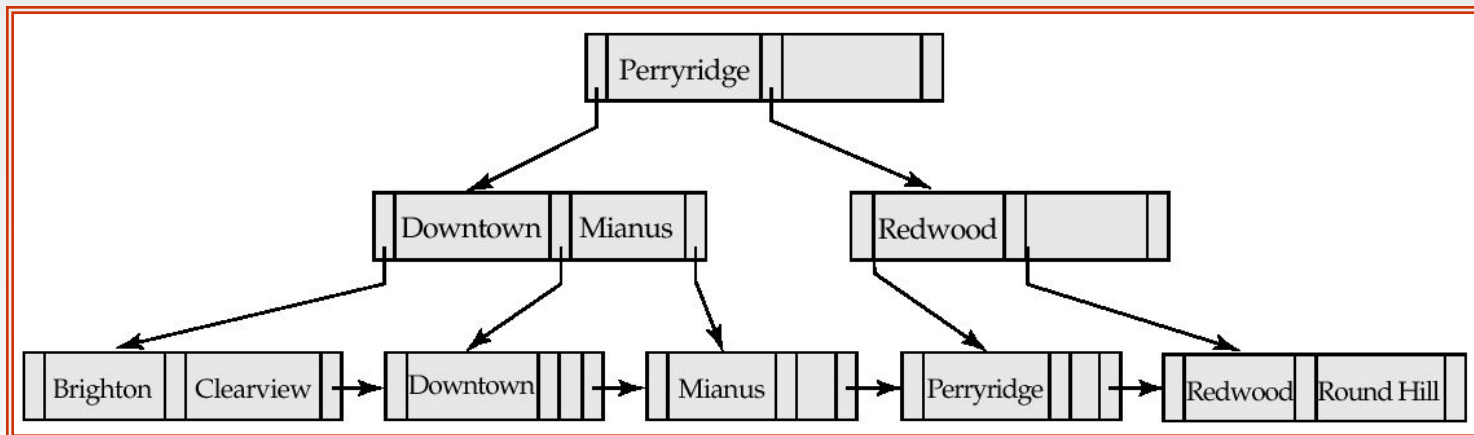 Perryridge
Downtown Mianus Redwood
Brighton Clearview Downtown Mianus Perryridge Redwood Round Hill